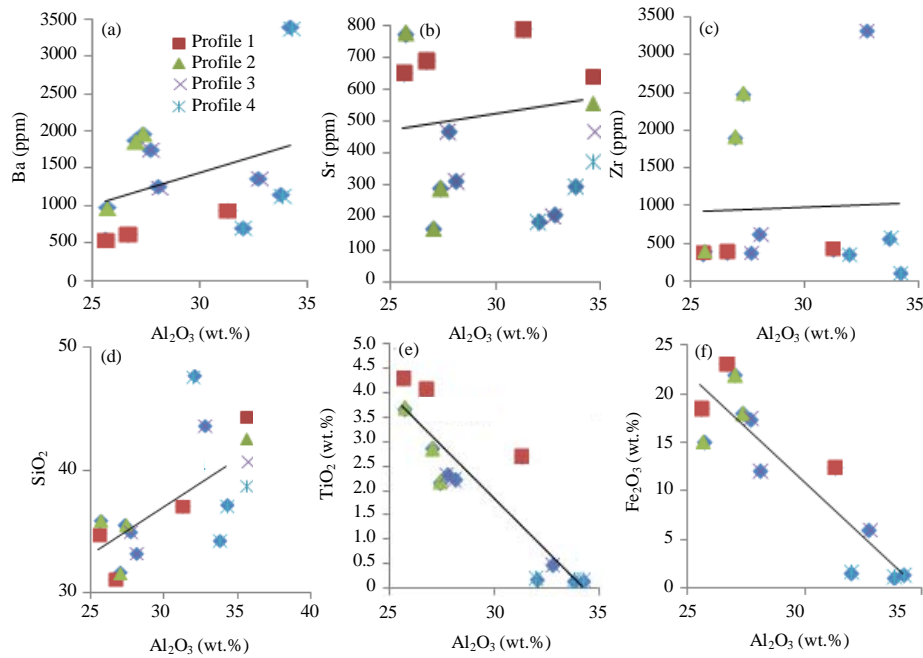 (a)
Ba (ppm)
3500
3000
2500
2000
1500
1000
500
0
25
30
35
Al₂O₃ (wt.%)
Profile 1
Profile 2
Profile 3
Profile 4
(b)
Sr (ppm)
800
700
600
500
400
300
200
100
0
25
30
35
Al₂O₃ (wt.%)
(c)
Zr (ppm)
3500
3000
2500
2000
1500
1000
500
0
25
30
35
Al₂O₃ (wt.%)
(d)
SiO₂
50
40
30
25
30
35
40
Al₂O₃ (wt.%)
(e)
TiO₂ (wt.%)
5.0
4.5
4.0
3.5
3.0
2.5
2.0
1.5
1.0
0.5
0
25
30
35
Al₂O₃ (wt.%)
(f)
Fe₂O₃ (wt.%)
25
20
15
10
5
0
25
30
35
Al₂O₃ (wt.%)